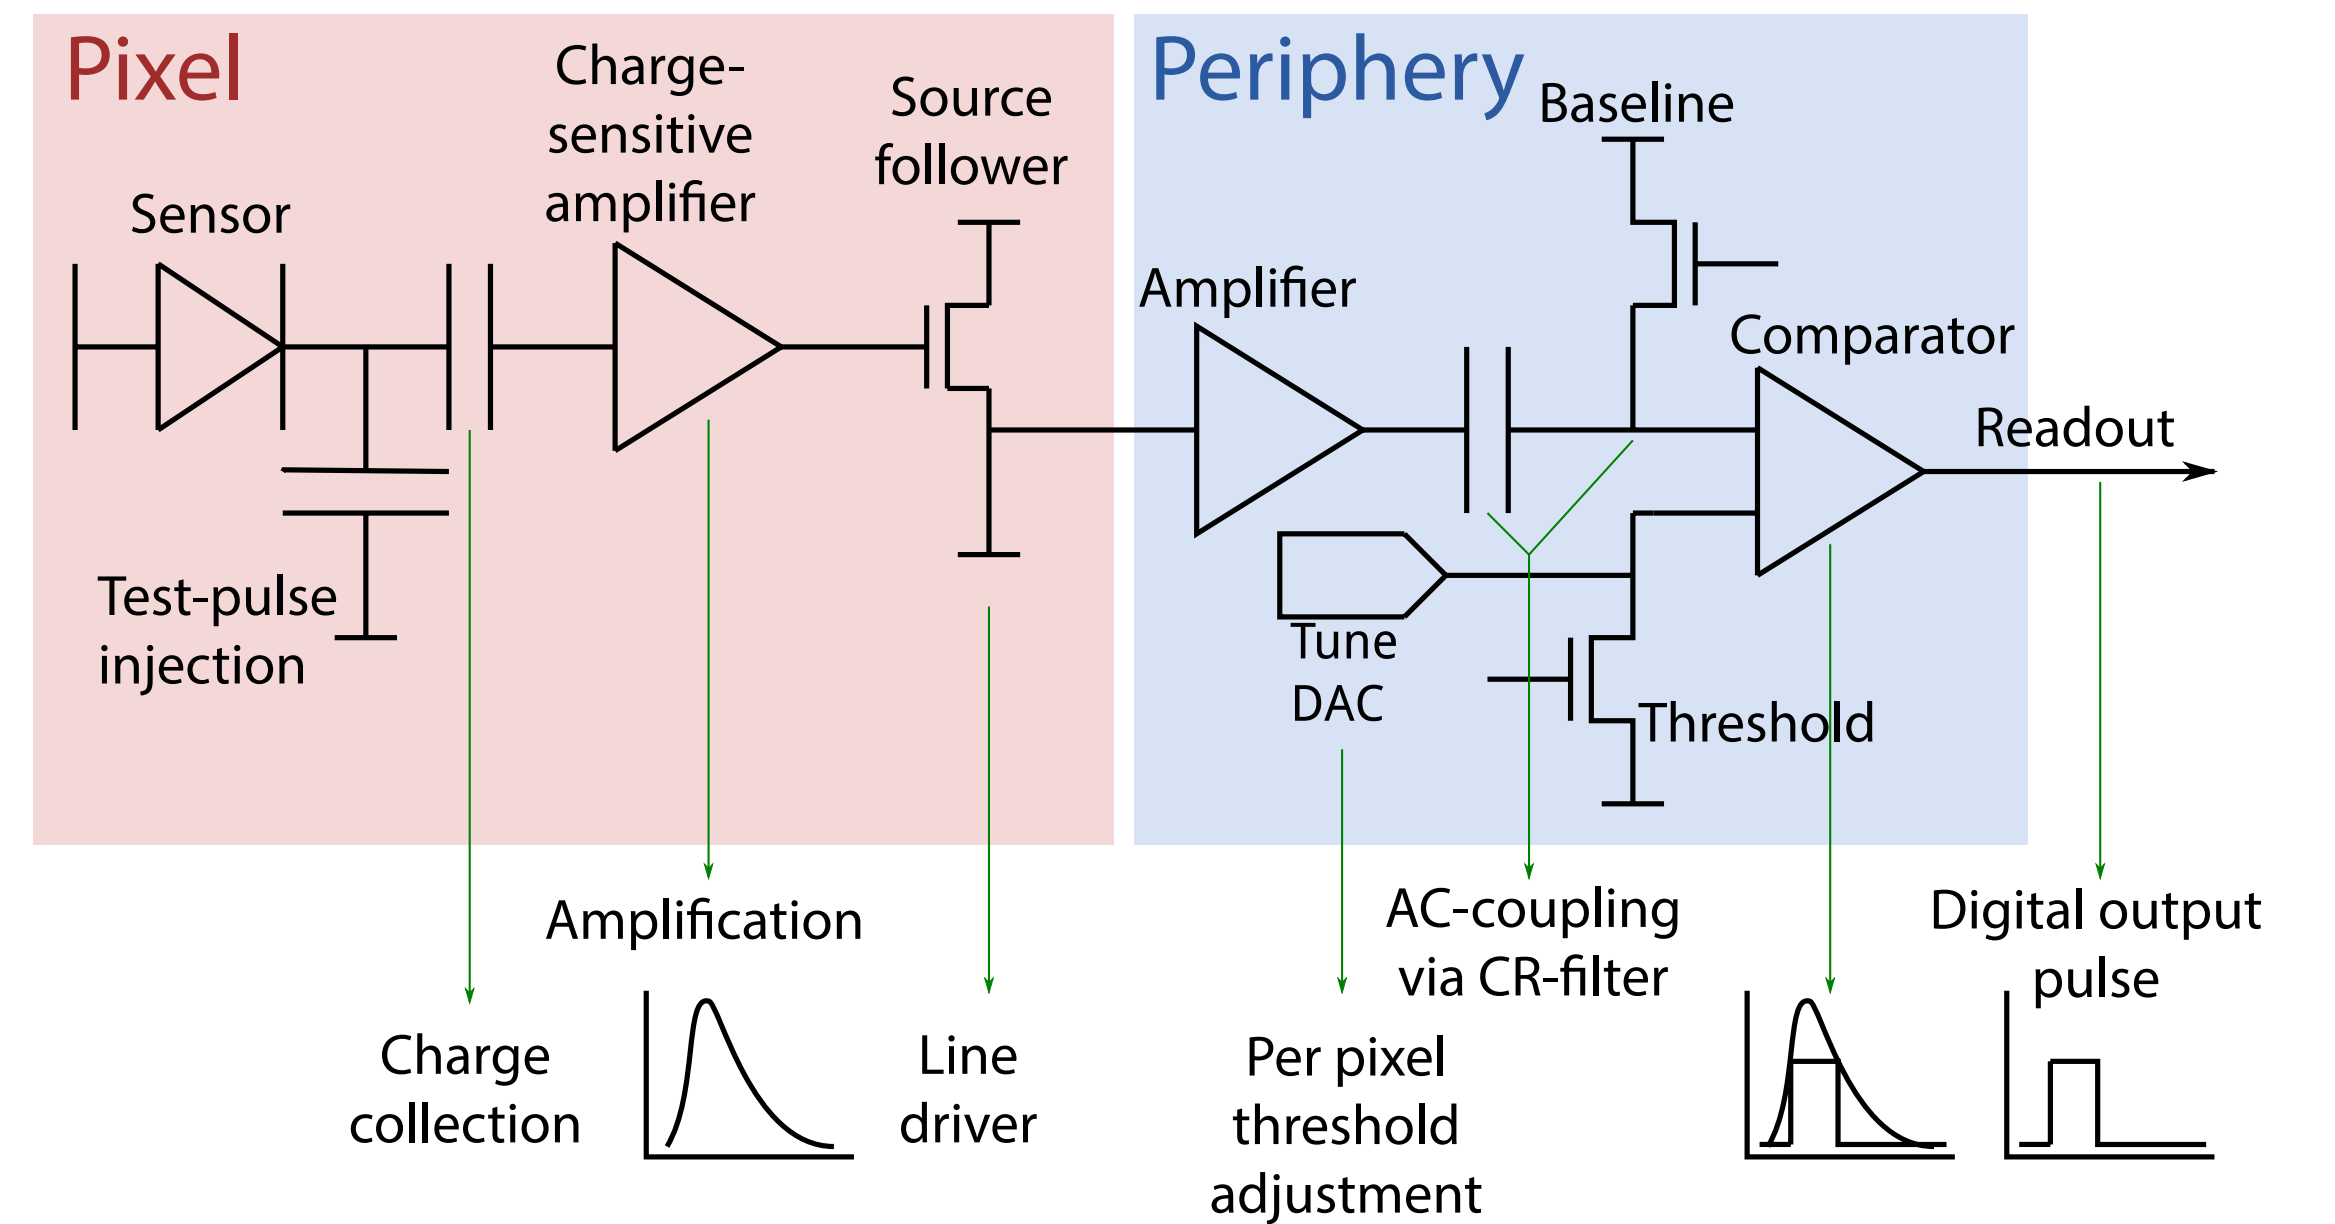 Pixel
Charge-
sensitive
amplifier
Source
follower
Sensor
Test-pulse
injection
Periphery
Baseline
Amplifier
Comparator
Readout
Tune
DAC
Threshold
Amplification
Charge
collection
Line
driver
AC-coupling
via CR-filter
Per pixel
threshold
adjustment
Digital output
pulse